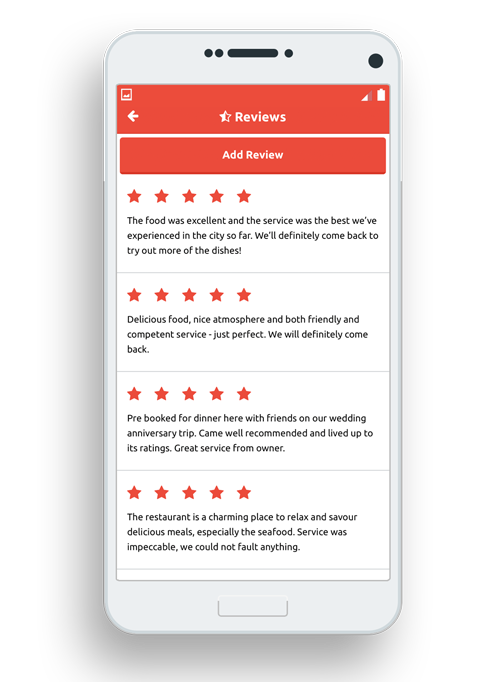 Reviews
Add Review
The food was excellent and the service was the best we've
experienced in the city so far. We'll definitely come back to
try out more of the dishes!
Delicious food, nice atmosphere and both friendly and
competent service - just perfect. We will definitely come
back.
Pre booked for dinner here with friends on our wedding
anniversary trip. Came well recommended and lived up to
its ratings. Great service from owner.
The restaurant is a charming place to relax and savour
delicious meals, especially the seafood. Service was
impeccable, we could not fault anything.